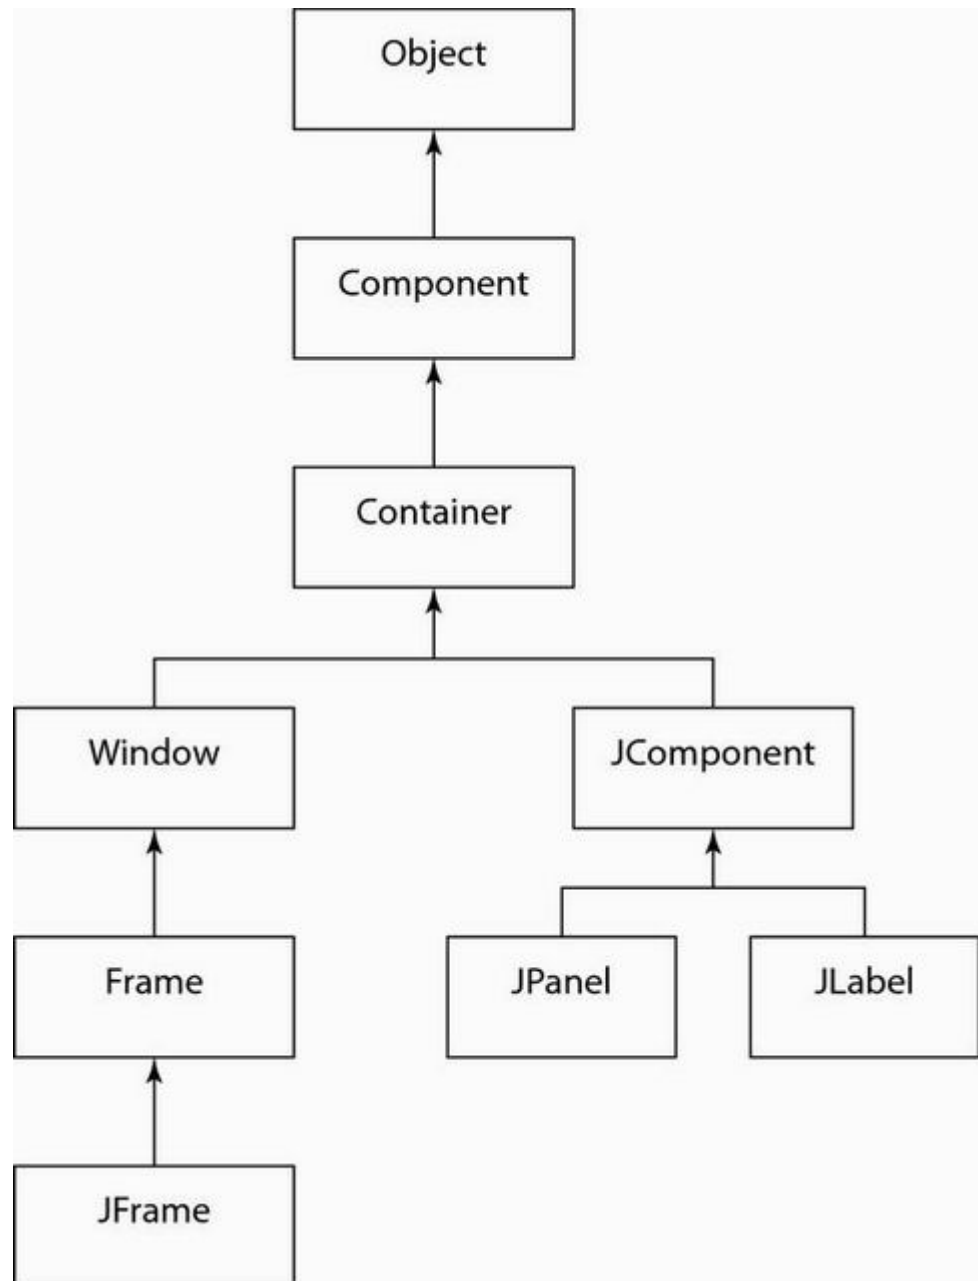 Object
Component
Container
Window
JComponent
Frame
JPanel
JLabel
JFrame